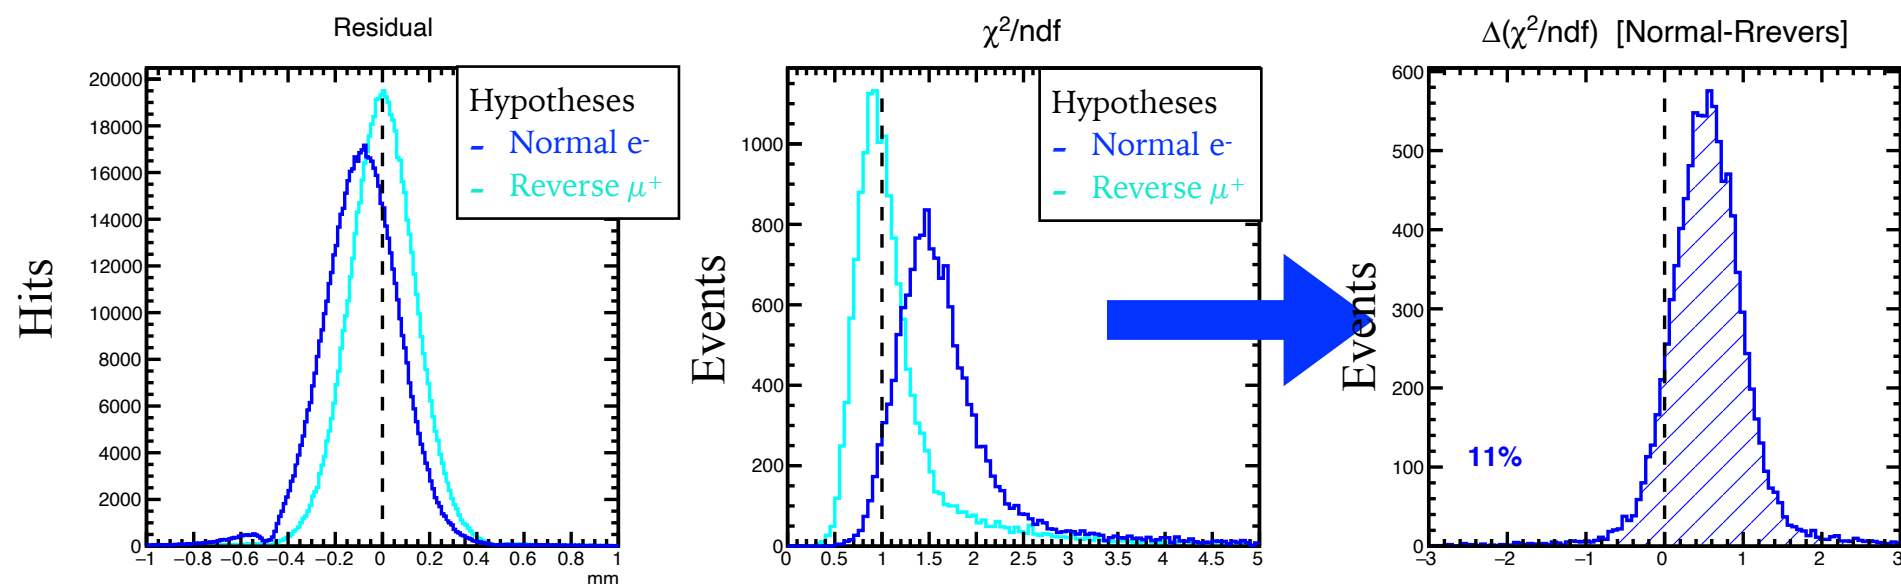 Residual
Hits
20000
18000
16000
14000
12000
10000
8000
6000
4000
2000
0
−1 −0.8 −0.6 −0.4 −0.2 0 0.2 0.4 0.6 0.8 1
mm
Hypotheses
- Normal e-
- Reverse μ+
χ²/ndf
Events
1000
800
600
400
200
0
0 0.5 1 1.5 2 2.5 3 3.5 4 4.5 5
Hypotheses
- Normal e-
- Reverse μ+
Δ(χ²/ndf) [Normal-Rrevers]
Events
600
500
400
300
200
100
0
−3 −2 −1 0 1 2 3
11%